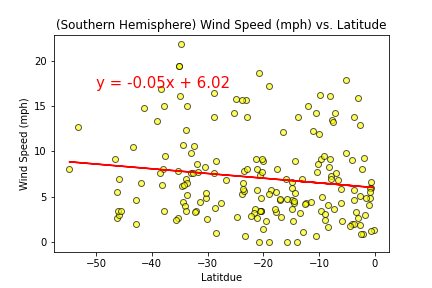 (Southern Hemisphere) Wind Speed (mph) vs. Latitude
Wind Speed (mph)
20
15
10
5
0
y = -0.05x + 6.02
−50
−40
−30
−20
−10
0
Latitdue